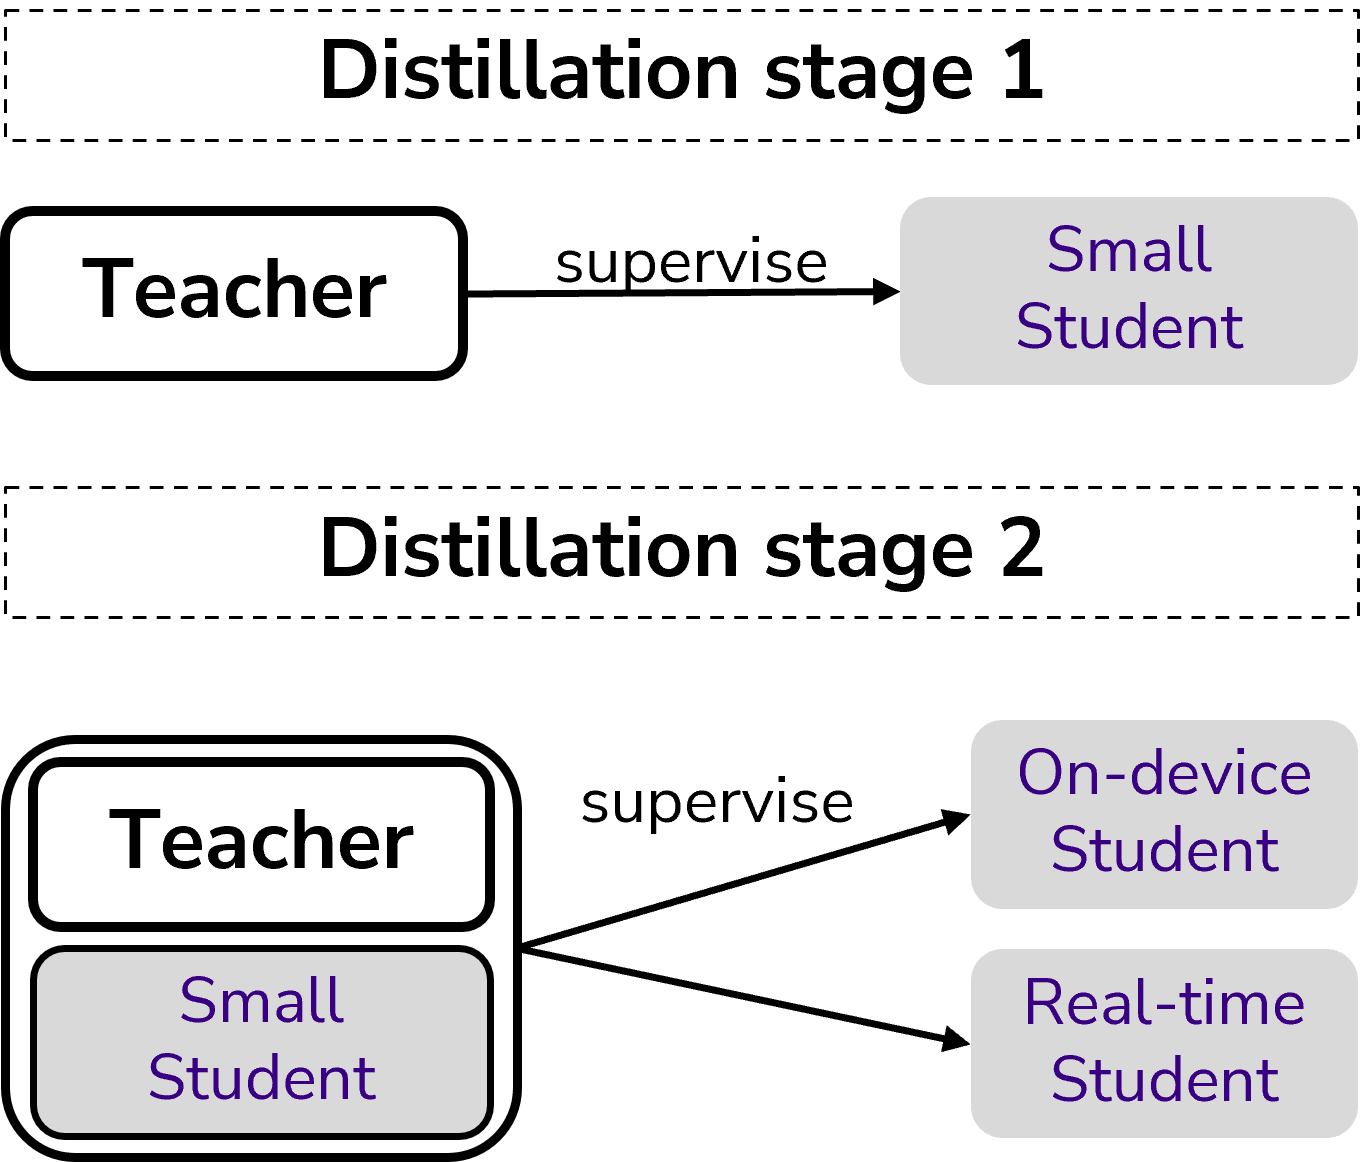 Distillation stage 1
Teacher
supervise
Small
Student
Distillation stage 2
Teacher
Small
Student
supervise
On-device
Student
Real-time
Student